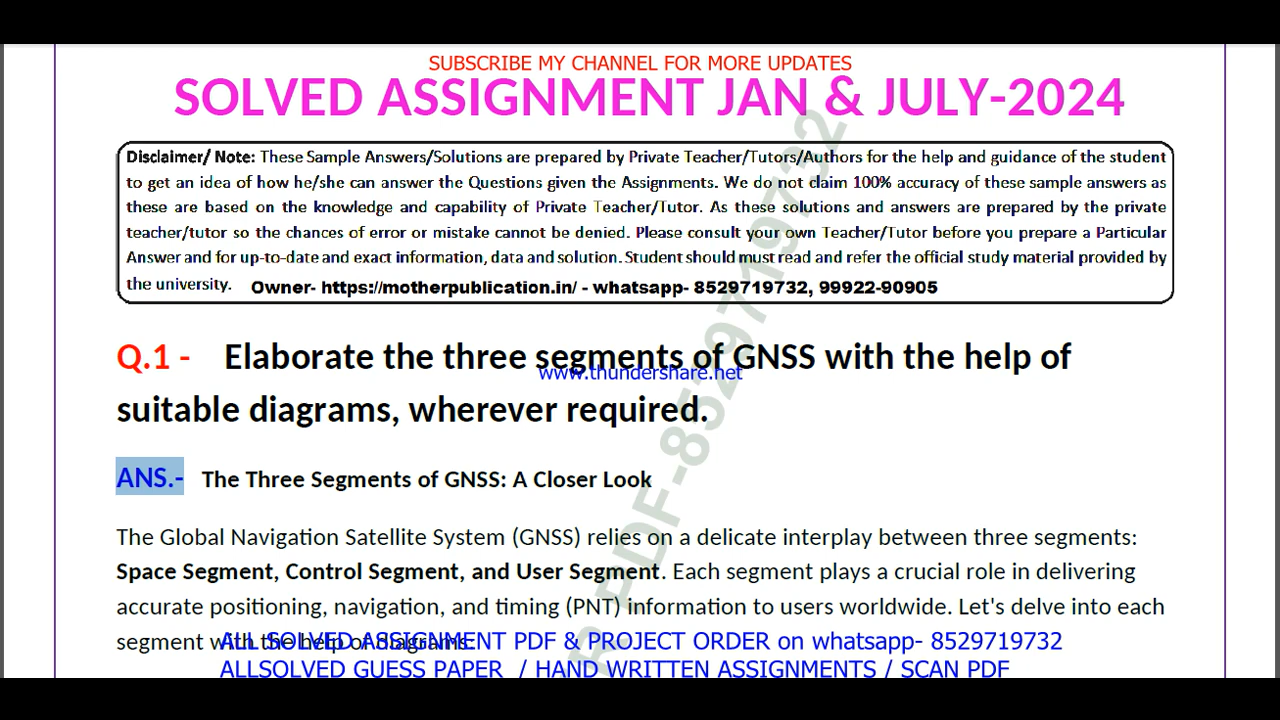 SUBSCRIBE MY CHANNEL FOR MORE UPDATES
SOLVED ASSIGNMENT JAN & JULY-2024
Disclaimer/ Note: These Sample Answers/Solutions are prepared by Private Teacher/Tutors/Authors for the help and guidance of the student
to get an idea of how he/she can answer the Questions given the Assignments. We do not claim 100% accuracy of these sample answers as
these are based on the knowledge and capability of Private Teacher/Tutor. As these solutions and answers are prepared by the private
teacher/tutor so the chances of error or mistake cannot be denied. Please consult your own Teacher/Tutor before you prepare a Particular
Answer and for up-to-date and exact information, data and solution. Student should must read and refer the official study material provided by
the university. Owner- https://motherpublication.in/ - whatsapp- 8529719732, 99922-90905
Q.1 - Elaborate the three segments of GNSS with the help of
www.thundershare.net
suitable diagrams, wherever required.
ANS.- The Three Segments of GNSS: A Closer Look
The Global Navigation Satellite System (GNSS) relies on a delicate interplay between three segments:
Space Segment, Control Segment, and User Segment. Each segment plays a crucial role in delivering
accurate positioning, navigation, and timing (PNT) information to users worldwide. Let's delve into each
segment with the help of diagrams:
ALL SOLVED ASSIGNMENT PDF & PROJECT ORDER on whatsapp- 8529719732
ALLSOLVED GUESS PAPER / HAND WRITTEN ASSIGNMENTS / SCAN PDF
R PDF-8529719732